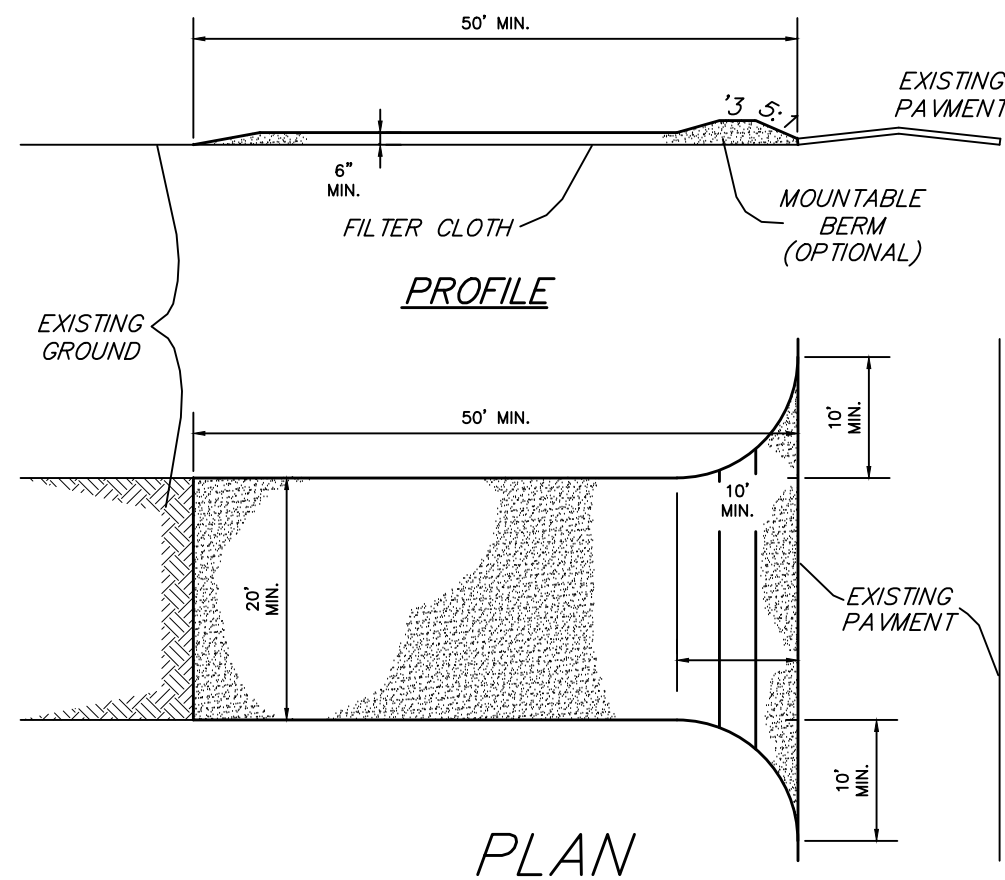 50' MIN.
EXISTING
PAVMENT
'3 5:1
6"
MIN.
FILTER CLOTH
MOUNTABLE
BERM
(OPTIONAL)
PROFILE
EXISTING
GROUND
50' MIN.
10'
MIN.
10'
MIN.
20'
MIN.
EXISTING
PAVMENT
10'
MIN.
PLAN